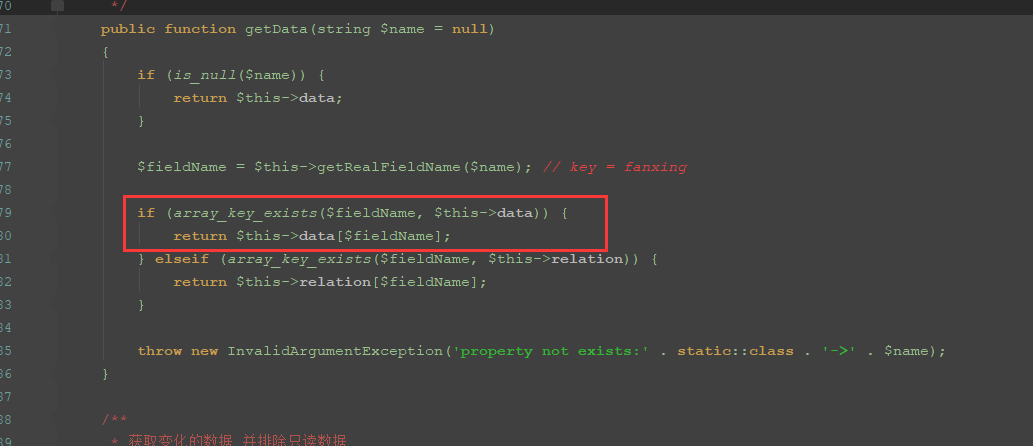 70 */
71 public function getData(string $name = null)
72 {
73 if (is_null($name)) {
74 return $this->data;
75 }
76
77 $fieldName = $this->getRealFieldName($name); // key = fanxing
78
79 if (array_key_exists($fieldName, $this->data)) {
80 return $this->data[$fieldName];
81 } elseif (array_key_exists($fieldName, $this->relation)) {
82 return $this->relation[$fieldName];
83 }
84
85 throw new InvalidArgumentException('property not exists:' . static::class . '->' . $name);
86 }
87
88 /**
89 * 获取变化的数据 并排除只读数据